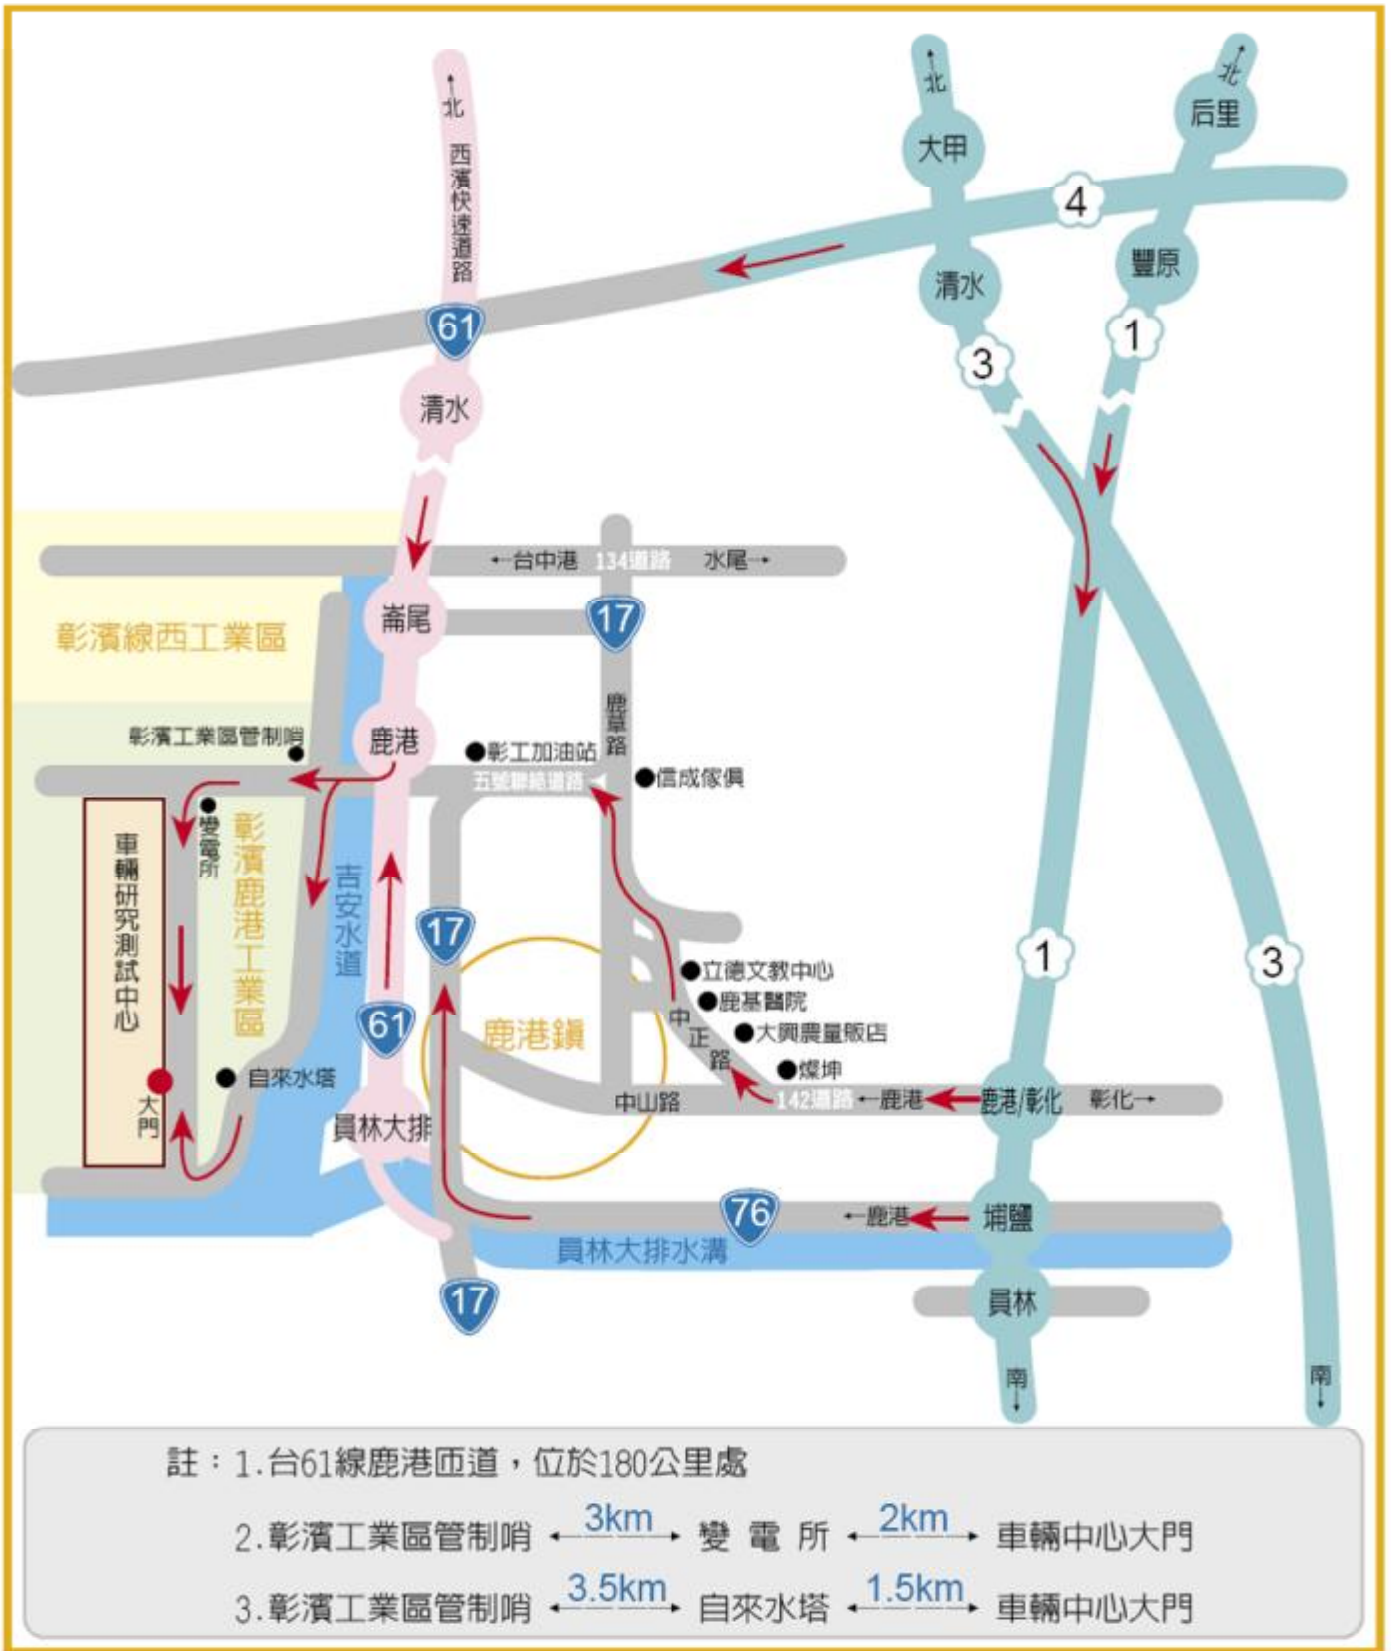 ←北
←北
←北
后里
大甲
西濱快速道路
4
豐原
清水
61
1
3
清水
←台中港 134道路 水尾→
崙尾
17
彰濱線西工業區
鹿草路
彰濱工業區管制哨
鹿港
彰工加油站
五號聯絡道路
信成傢俱
變電所
彰濱鹿港工業區
車輛研究測試中心
吉安水道
17
1
3
立德文教中心
鹿基醫院
中正路
大興農量販店
61
鹿港鎮
燦坤
自來水塔
大門
中山路
142道路 ←鹿港 鹿港/彰化 彰化→
員林大排
76
←鹿港
埔鹽
員林大排水溝
17
員林
南→
南→
註：1.台61線鹿港匝道，位於180公里處
2.彰濱工業區管制哨 ←3km→ 變電所 ←2km→ 車輛中心大門
3.彰濱工業區管制哨 ←3.5km→ 自來水塔 ←1.5km→ 車輛中心大門